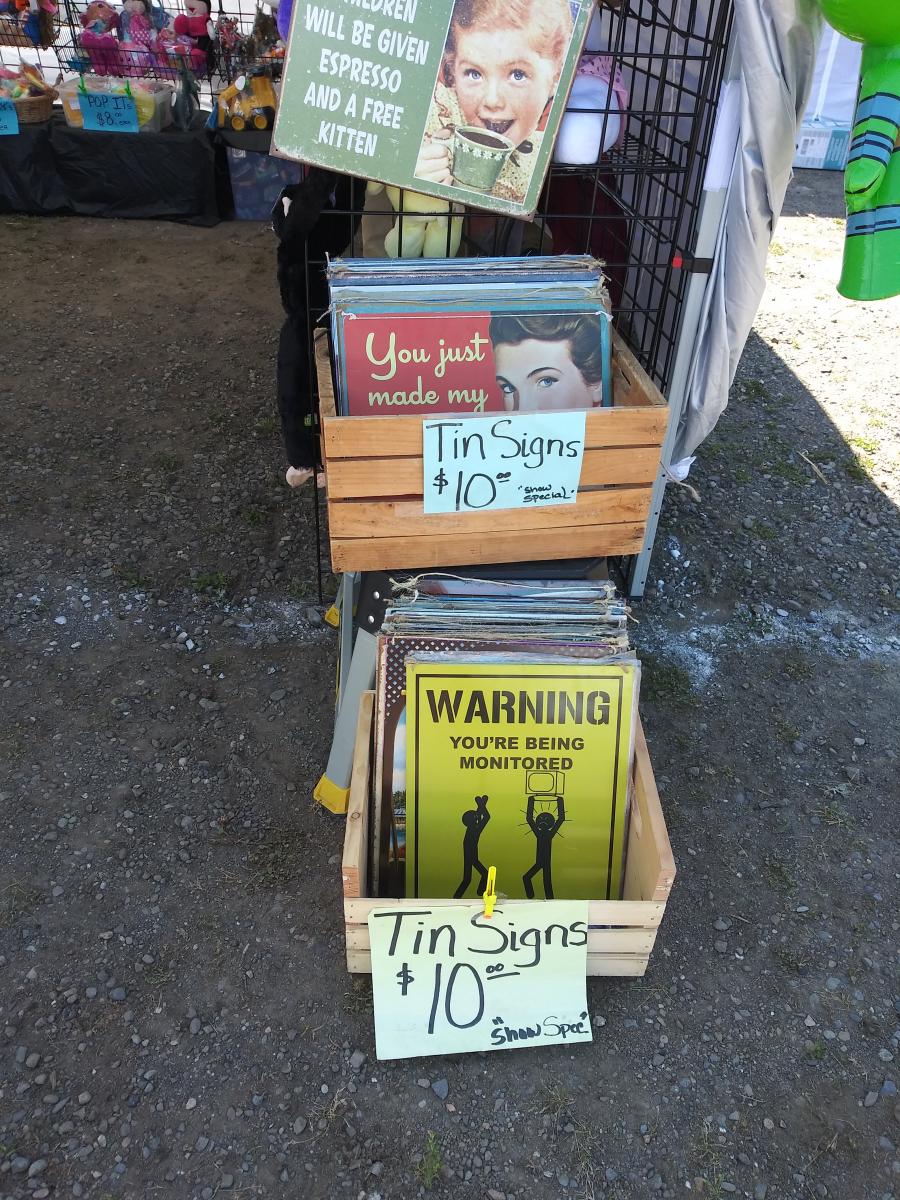 WILL BE GIVEN
ESPRESSO
AND A FREE
KITTEN
POP ITs
$8.00
You just
made my
Tin Signs
$10.00
"show
special"
WARNING
YOU'RE BEING
MONITORED
Tin Signs
$10.00
"Show Spec"